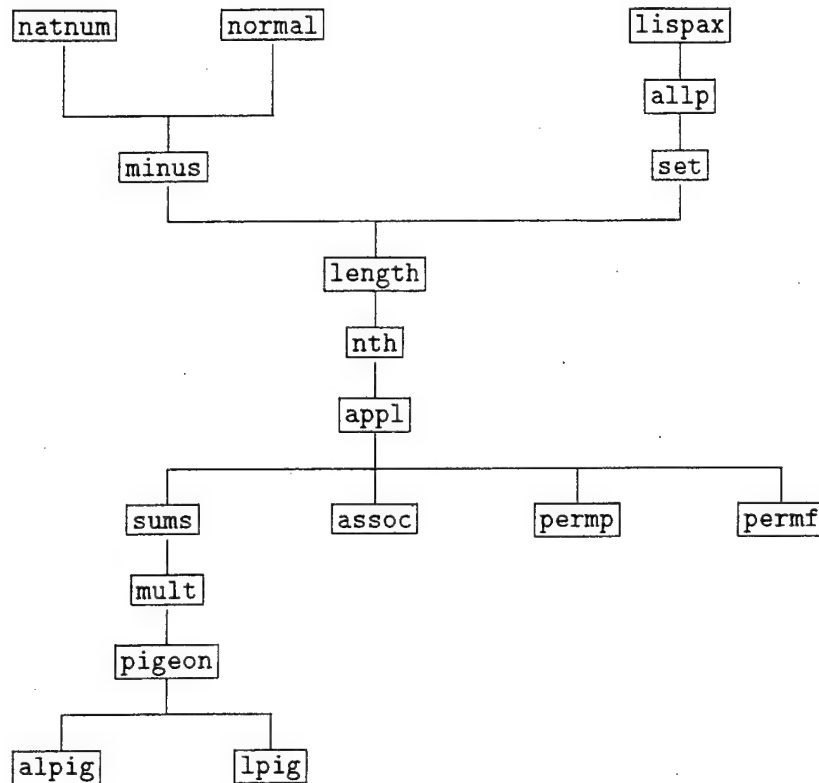 natnum normal lispax
allp
minus set
length
nth
appl
sums assoc permp permf
mult
pigeon
alpig lpig